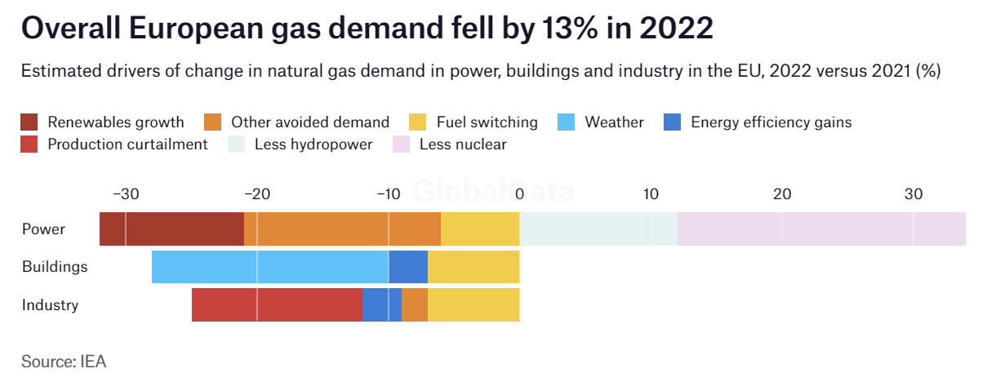 Overall European gas demand fell by 13% in 2022
Estimated drivers of change in natural gas demand in power, buildings and industry in the EU, 2022 versus 2021 (%)
Renewables growth Other avoided demand Fuel switching Weather Energy efficiency gains
Production curtailment Less hydropower Less nuclear
GlobalData
−30 −20 −10 0 10 20 30
Power
Buildings
Industry
Source: IEA